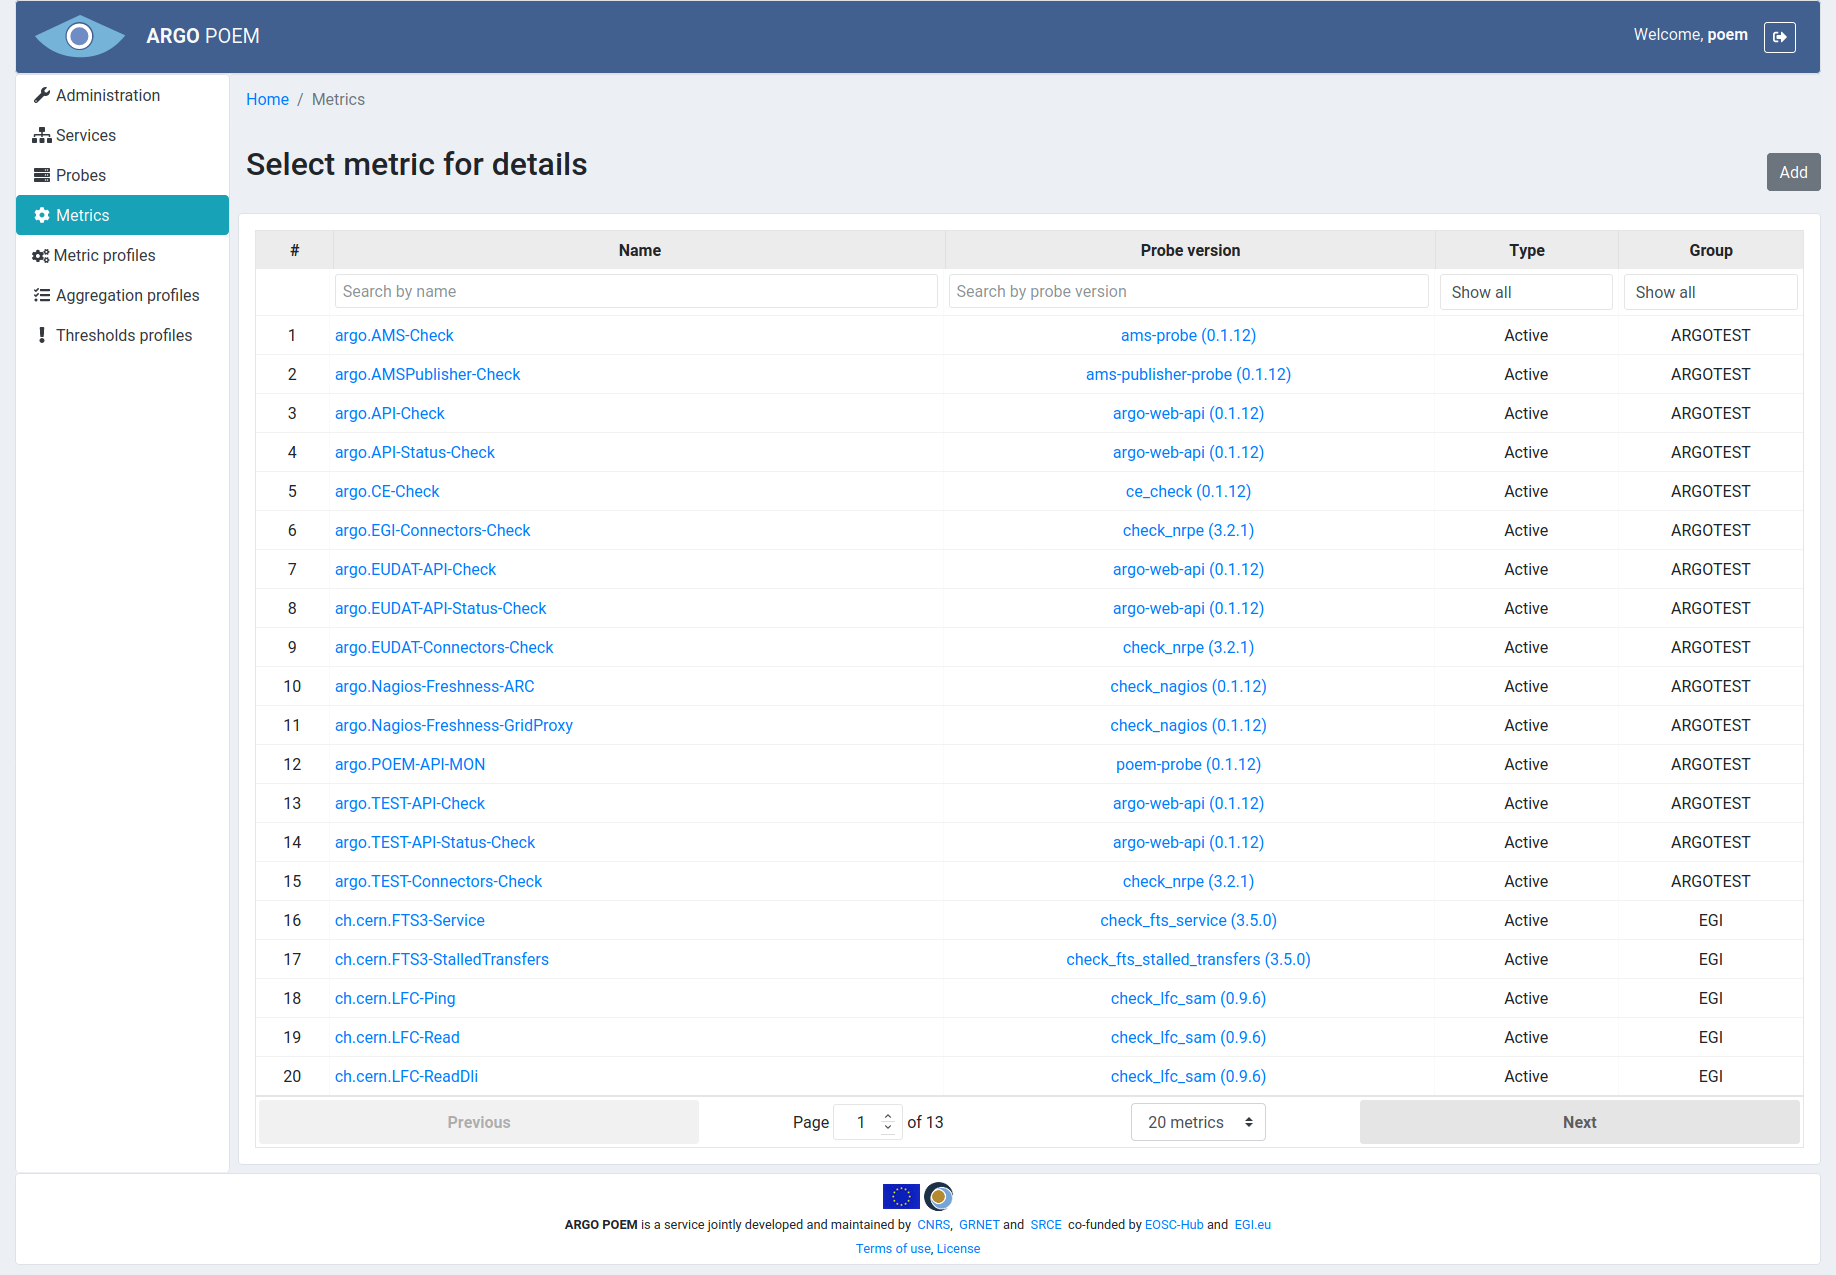 ARGO POEM
Welcome, poem
Administration
Services
Probes
Metrics
Metric profiles
Aggregation profiles
Thresholds profiles
Home / Metrics
Select metric for details
Add
# Name Probe version Type Group
Search by name Search by probe version Show all Show all
1 argo.AMS-Check ams-probe (0.1.12) Active ARGOTEST
2 argo.AMSPublisher-Check ams-publisher-probe (0.1.12) Active ARGOTEST
3 argo.API-Check argo-web-api (0.1.12) Active ARGOTEST
4 argo.API-Status-Check argo-web-api (0.1.12) Active ARGOTEST
5 argo.CE-Check ce_check (0.1.12) Active ARGOTEST
6 argo.EGI-Connectors-Check check_nrpe (3.2.1) Active ARGOTEST
7 argo.EUDAT-API-Check argo-web-api (0.1.12) Active ARGOTEST
8 argo.EUDAT-API-Status-Check argo-web-api (0.1.12) Active ARGOTEST
9 argo.EUDAT-Connectors-Check check_nrpe (3.2.1) Active ARGOTEST
10 argo.Nagios-Freshness-ARC check_nagios (0.1.12) Active ARGOTEST
11 argo.Nagios-Freshness-GridProxy check_nagios (0.1.12) Active ARGOTEST
12 argo.POEM-API-MON poem-probe (0.1.12) Active ARGOTEST
13 argo.TEST-API-Check argo-web-api (0.1.12) Active ARGOTEST
14 argo.TEST-API-Status-Check argo-web-api (0.1.12) Active ARGOTEST
15 argo.TEST-Connectors-Check check_nrpe (3.2.1) Active ARGOTEST
16 ch.cern.FTS3-Service check_fts_service (3.5.0) Active EGI
17 ch.cern.FTS3-StalledTransfers check_fts_stalled_transfers (3.5.0) Active EGI
18 ch.cern.LFC-Ping check_lfc_sam (0.9.6) Active EGI
19 ch.cern.LFC-Read check_lfc_sam (0.9.6) Active EGI
20 ch.cern.LFC-ReadDli check_lfc_sam (0.9.6) Active EGI
Previous Page 1 of 13 20 metrics Next
ARGO POEM is a service jointly developed and maintained by CNRS, GRNET and SRCE co-funded by EOSC-Hub and EGI.eu
Terms of use, License